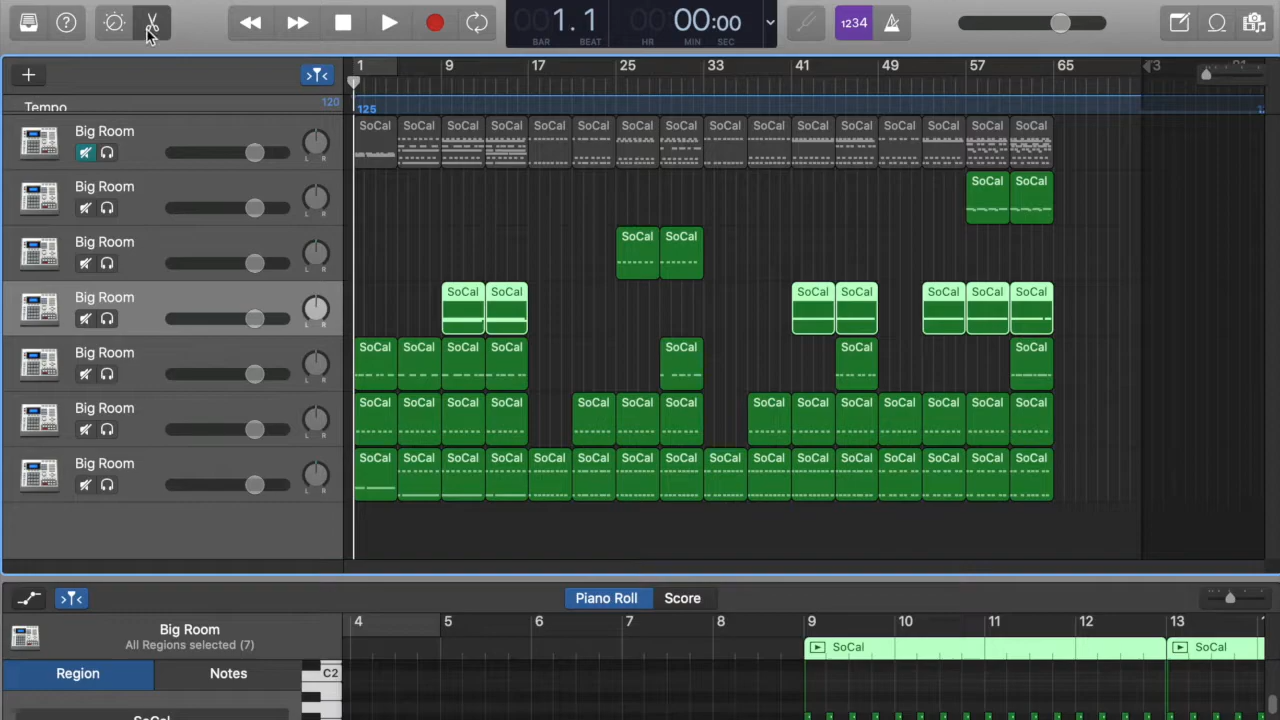 1. 1
00:00
1234
BAR BEAT
HR MIN SEC
1 9 17 25 33 41 49 57 65 73
Tempo 120
125
Big Room
SoCal SoCal SoCal SoCal SoCal SoCal SoCal SoCal SoCal SoCal SoCal SoCal SoCal SoCal SoCal SoCal
L R
Big Room
SoCal SoCal
L R
Big Room
SoCal SoCal
L R
Big Room
SoCal SoCal SoCal SoCal SoCal SoCal SoCal
L R
Big Room
SoCal SoCal SoCal SoCal SoCal SoCal SoCal
L R
Big Room
SoCal SoCal SoCal SoCal SoCal SoCal SoCal SoCal SoCal SoCal SoCal SoCal SoCal SoCal
L R
Big Room
SoCal SoCal SoCal SoCal SoCal SoCal SoCal SoCal SoCal SoCal SoCal SoCal SoCal SoCal SoCal SoCal
L R
Piano Roll Score
4 5 6 7 8 9 10 11 12 13
Big Room
All Regions selected (7)
SoCal SoCal
Region Notes
C2
SoCal